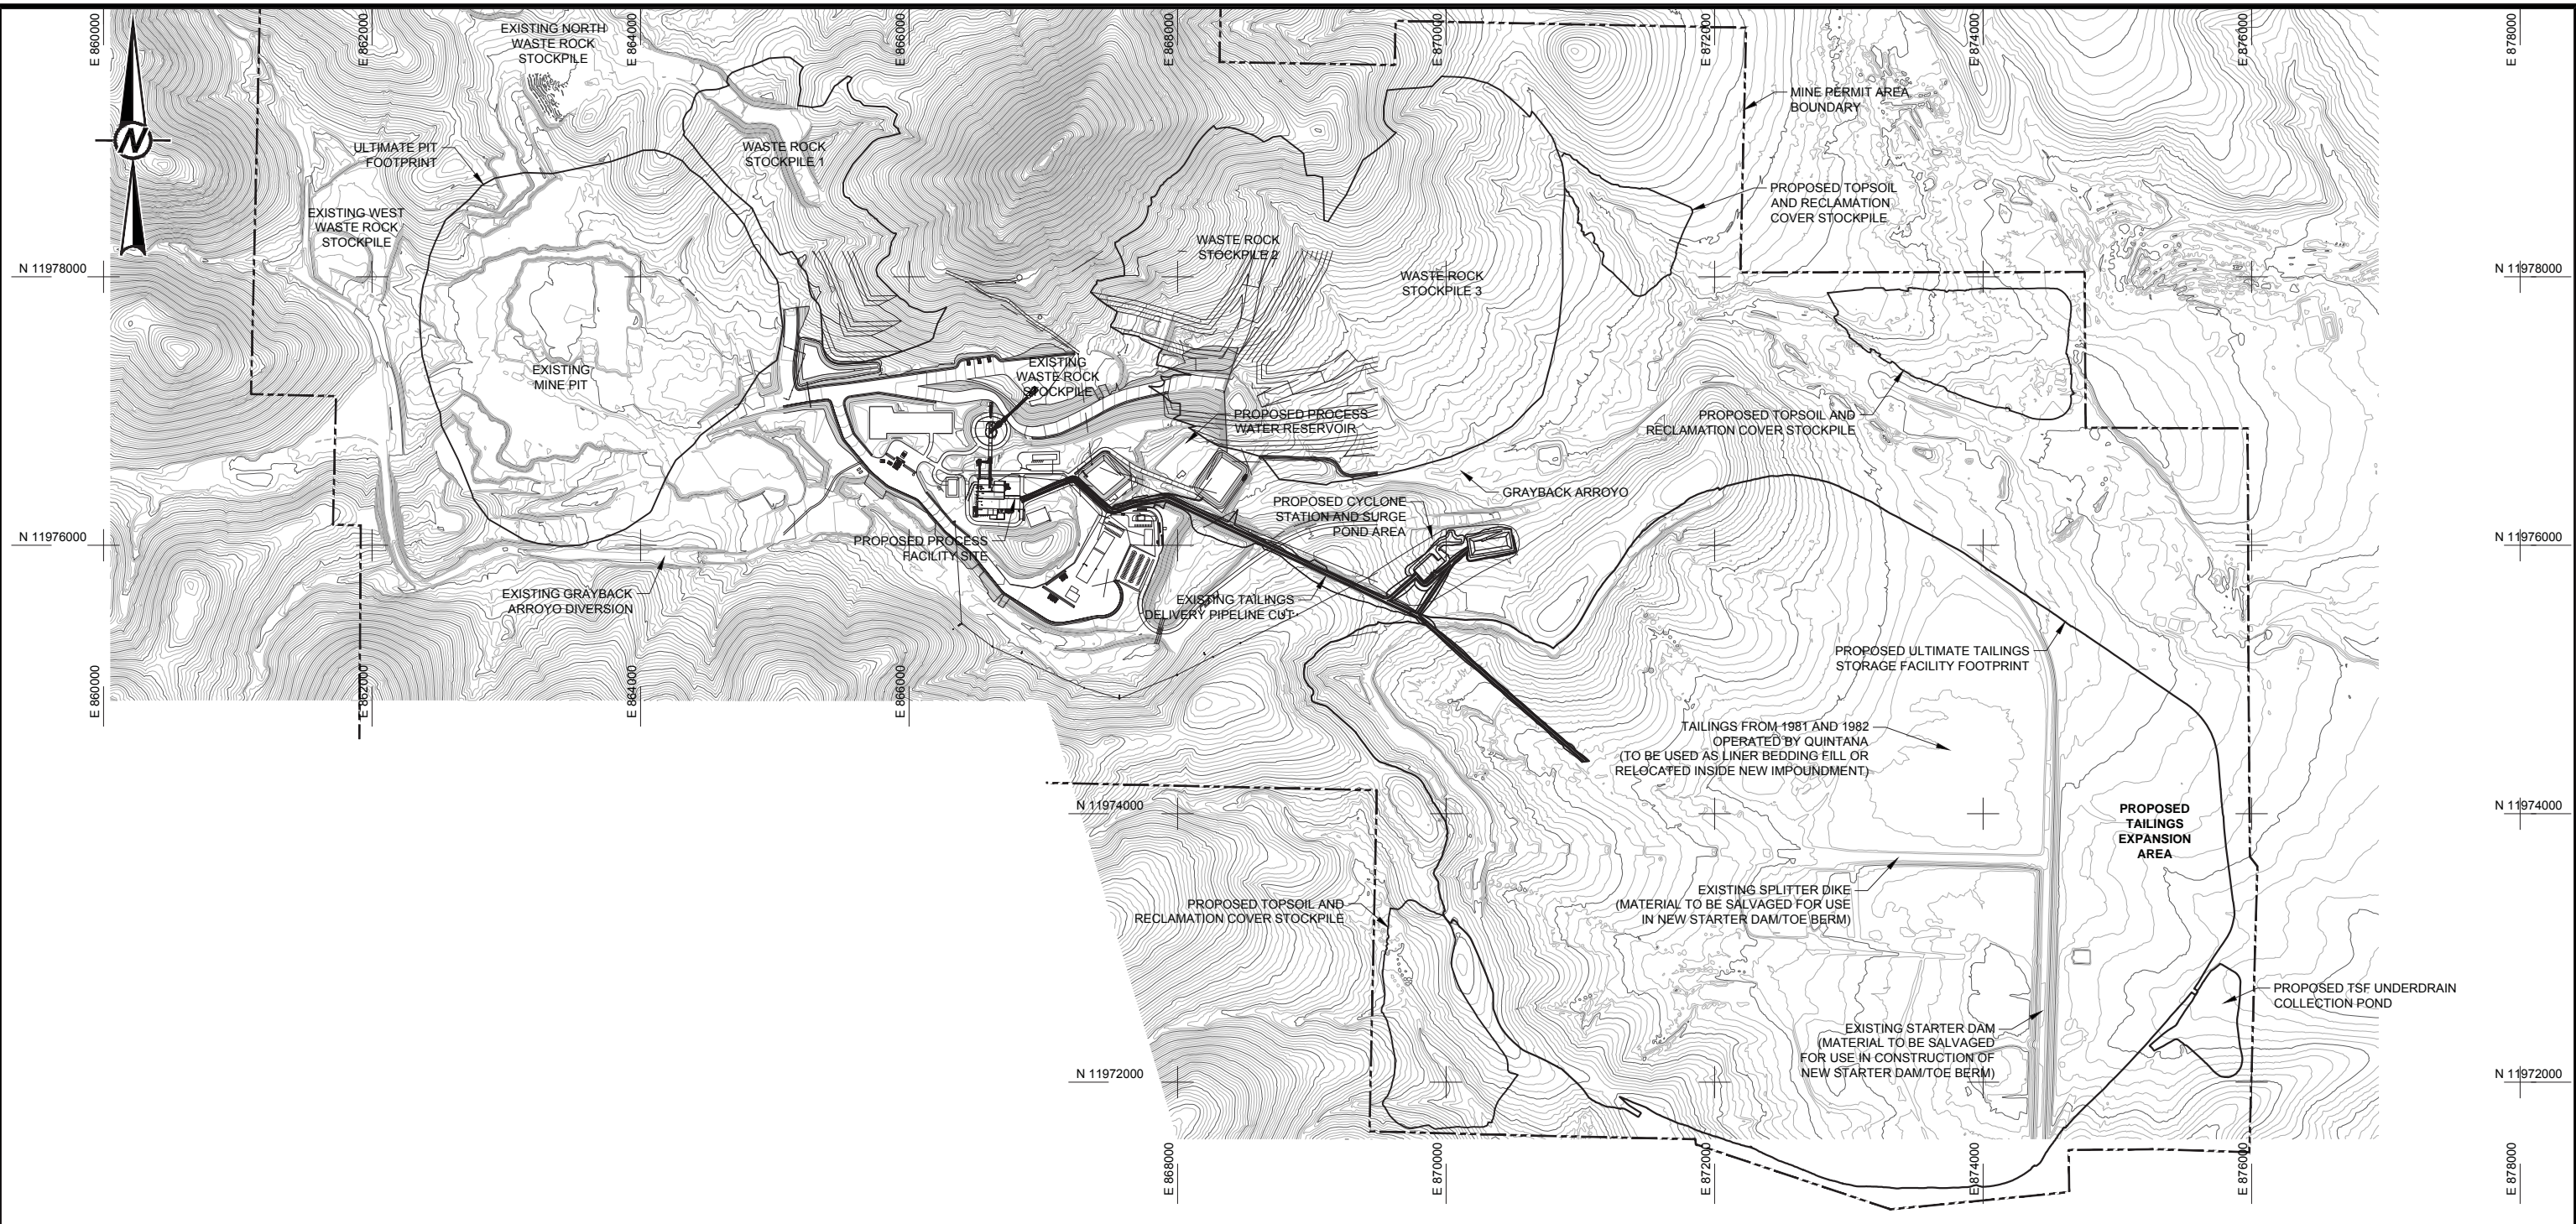 E 860000
E 862000
E 864000
E 866000
E 868000
E 870000
E 872000
E 874000
E 876000
E 878000
EXISTING NORTH
WASTE ROCK
STOCKPILE
N
ULTIMATE PIT
FOOTPRINT
WASTE ROCK
STOCKPILE 1
MINE PERMIT AREA
BOUNDARY
EXISTING WEST
WASTE ROCK
STOCKPILE
PROPOSED TOPSOIL
AND RECLAMATION
COVER STOCKPILE
WASTE ROCK
STOCKPILE 2
WASTE ROCK
STOCKPILE 3
N 11978000
N 11978000
EXISTING
MINE PIT
EXISTING
WASTE ROCK
STOCKPILE
PROPOSED PROCESS
WATER RESERVOIR
PROPOSED TOPSOIL AND
RECLAMATION COVER STOCKPILE
GRAYBACK ARROYO
PROPOSED CYCLONE
STATION AND SURGE
POND AREA
N 11976000
N 11976000
PROPOSED PROCESS
FACILITY SITE
EXISTING GRAYBACK
ARROYO DIVERSION
EXISTING TAILINGS
DELIVERY PIPELINE CUT
PROPOSED ULTIMATE TAILINGS
STORAGE FACILITY FOOTPRINT
E 860000
E 862000
E 864000
E 866000
TAILINGS FROM 1981 AND 1982
OPERATED BY QUINTANA
(TO BE USED AS LINER BEDDING FILL OR
RELOCATED INSIDE NEW IMPOUNDMENT)
N 11974000
N 11974000
PROPOSED
TAILINGS
EXPANSION
AREA
EXISTING SPLITTER DIKE
(MATERIAL TO BE SALVAGED FOR USE
IN NEW STARTER DAM/TOE BERM)
PROPOSED TOPSOIL AND
RECLAMATION COVER STOCKPILE
PROPOSED TSF UNDERDRAIN
COLLECTION POND
EXISTING STARTER DAM
(MATERIAL TO BE SALVAGED
FOR USE IN CONSTRUCTION OF
NEW STARTER DAM/TOE BERM)
N 11972000
N 11972000
E 868000
E 870000
E 872000
E 874000
E 876000
E 878000